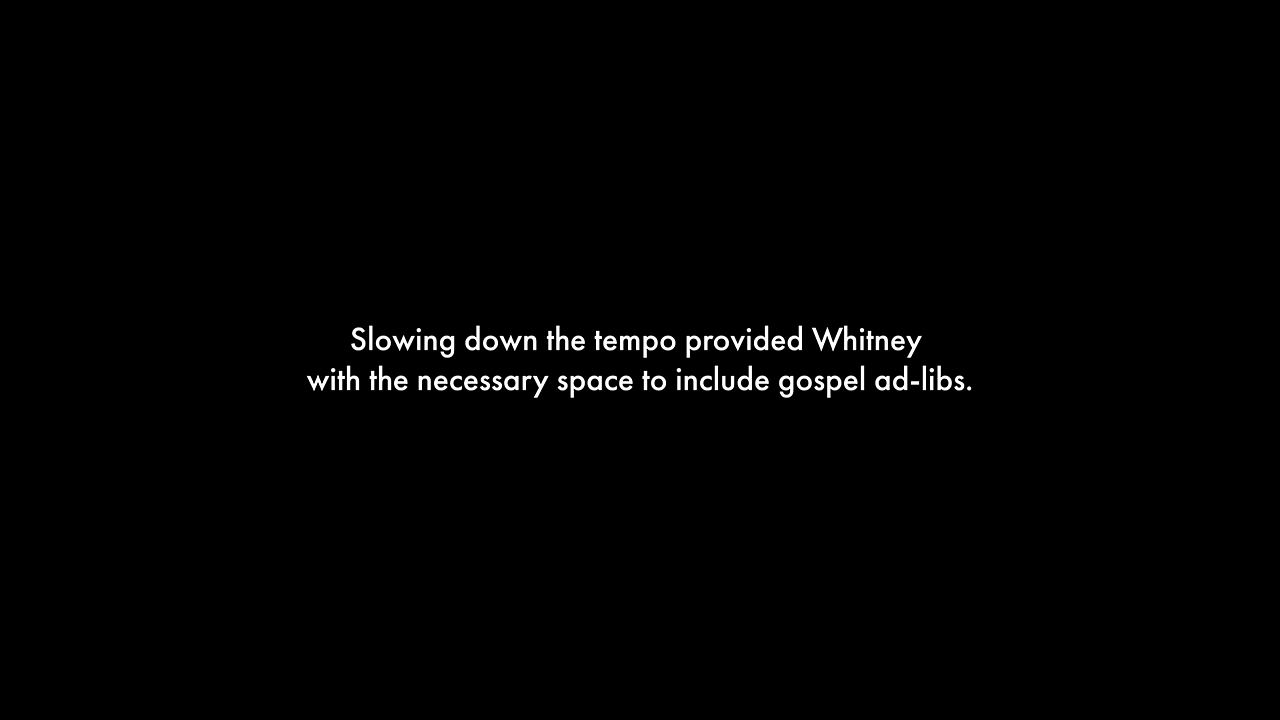 Slowing down the tempo provided Whitney
with the necessary space to include gospel ad-libs.